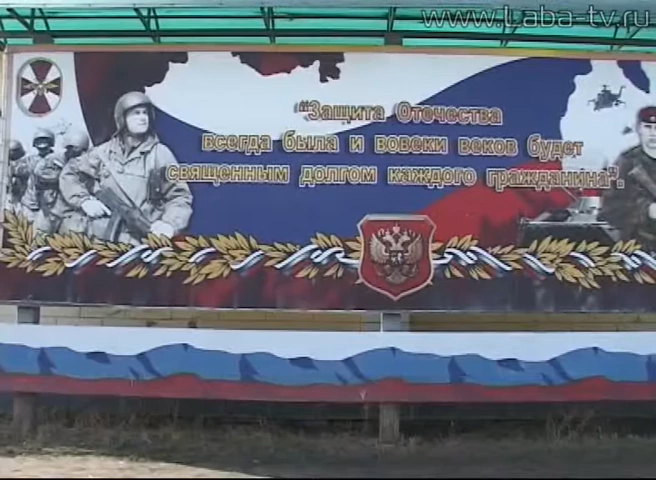 www.Laba-tv.ru
"Защита Отечества
всегда была и вовеки веков будет
священным долгом каждого гражданина"